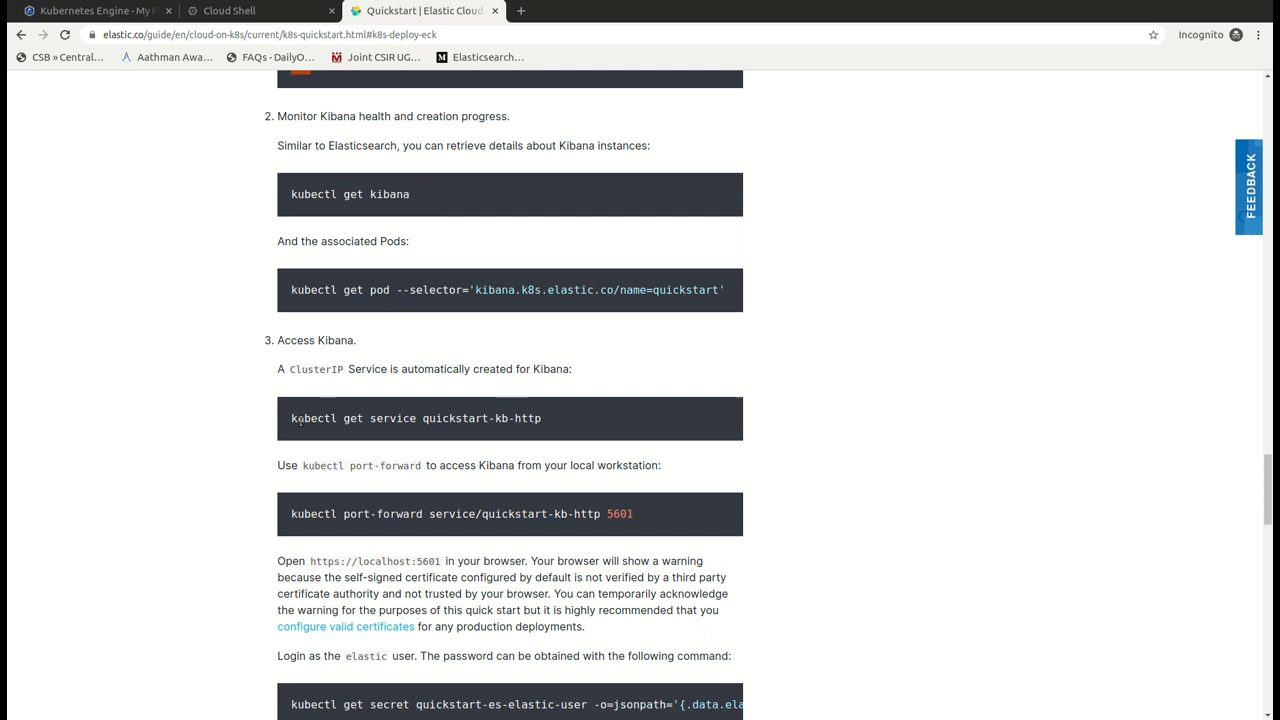 Kubernetes Engine - My F
Cloud Shell
Quickstart | Elastic Cloud
elastic.co/guide/en/cloud-on-k8s/current/k8s-quickstart.html#k8s-deploy-eck
Incognito
CSB » Central…
Aathman Awa…
FAQs - DailyO…
Joint CSIR UG…
Elasticsearch…
2. Monitor Kibana health and creation progress.
Similar to Elasticsearch, you can retrieve details about Kibana instances:
kubectl get kibana
And the associated Pods:
kubectl get pod --selector='kibana.k8s.elastic.co/name=quickstart'
3. Access Kibana.
A ClusterIP Service is automatically created for Kibana:
kubectl get service quickstart-kb-http
Use kubectl port-forward to access Kibana from your local workstation:
kubectl port-forward service/quickstart-kb-http 5601
Open https://localhost:5601 in your browser. Your browser will show a warning
because the self-signed certificate configured by default is not verified by a third party
certificate authority and not trusted by your browser. You can temporarily acknowledge
the warning for the purposes of this quick start but it is highly recommended that you
configure valid certificates for any production deployments.
Login as the elastic user. The password can be obtained with the following command:
kubectl get secret quickstart-es-elastic-user -o=jsonpath='{.data.ela
FEEDBACK